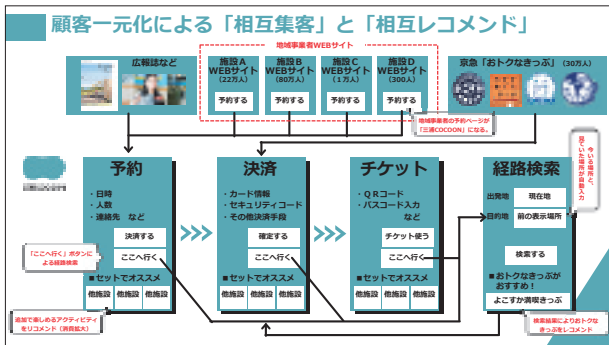 顧客一元化による「相互集客」と「相互レコメンド」
地域事業者WEBサイト
広報誌など
施設A
WEBサイト
(22万人)
予約する
施設B
WEBサイト
(80万人)
予約する
施設C
WEBサイト
(1万人)
予約する
施設D
WEBサイト
(300人)
予約する
京急「おトクなきっぷ」(30万人)
地域事業者の予約ページが
「三浦COCOON」になる。
今いる場所と、
見ていた場所が自動入力
予約
・日時
・人数
・連絡先 など
決済する
ここへ行く
■セットでオススメ
他施設 他施設 他施設
決済
・カード情報
・セキュリティコード
・その他決済手段
確定する
ここへ行く
■セットでオススメ
他施設 他施設 他施設
チケット
・QRコード
・パスコード入力
など
チケット使う
ここへ行く
■セットでオススメ
他施設 他施設 他施設
経路検索
出発地 現在地
目的地 前の表示場所
検索する
■おトクなきっぷが
おすすめ！
よこすか満喫きっぷ
「ここへ行く」ボタンに
よる経路検索
追加で楽しめるアクティビティ
をリコメンド(消費拡大)
検索結果によりおトクな
きっぷをレコメンド